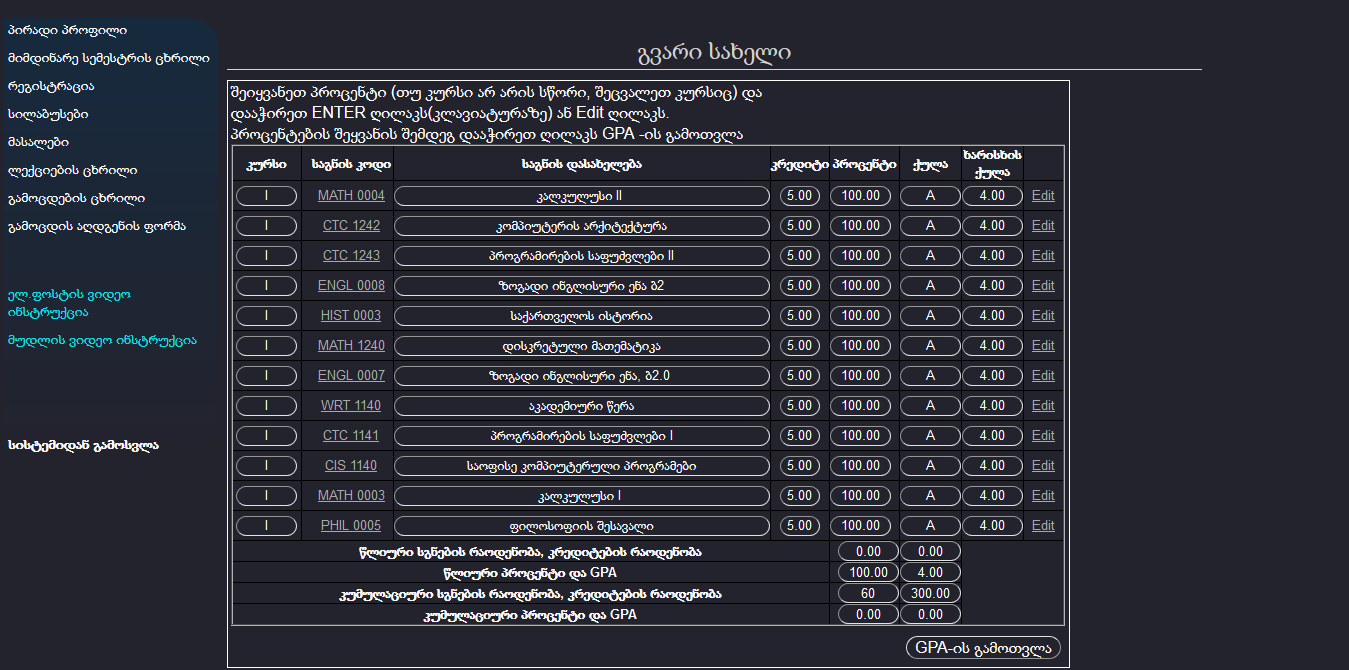 პირადი პროფილი
მიმდინარე სემესტრის ცხრილი
რეგისტრაცია
სილაბუსები
მასალები
ლექციების ცხრილი
გამოცდების ცხრილი
გამოცდის აღდგენის ფორმა
ელ.ფოსტის ვიდეო
ინსტრუქცია
მუდლის ვიდეო ინსტრუქცია
სისტემიდან გამოსვლა
გვარი სახელი
შეიყვანეთ პროცენტი (თუ კურსი არ არის სწორი, შეცვალეთ კურსიც) და
დააჭირეთ ENTER ღილაკს(კლავიატურაზე) ან Edit ღილაკს.
პროცენტების შეყვანის შემდეგ დააჭირეთ ღილაკს GPA -ის გამოთვლა
კურსი საგნის კოდი საგნის დასახელება კრედიტი პროცენტი ქულა ხარისხის ქულა
I MATH 0004 კალკულუსი II 5.00 100.00 A 4.00 Edit
I CTC 1242 კომპიუტერის არქიტექტურა 5.00 100.00 A 4.00 Edit
I CTC 1243 პროგრამირების საფუძვლები II 5.00 100.00 A 4.00 Edit
I ENGL 0008 ზოგადი ინგლისური ენა ბ2 5.00 100.00 A 4.00 Edit
I HIST 0003 საქართველოს ისტორია 5.00 100.00 A 4.00 Edit
I MATH 1240 დისკრეტული მათემატიკა 5.00 100.00 A 4.00 Edit
I ENGL 0007 ზოგადი ინგლისური ენა, ბ2.0 5.00 100.00 A 4.00 Edit
I WRT 1140 აკადემიური წერა 5.00 100.00 A 4.00 Edit
I CTC 1141 პროგრამირების საფუძვლები I 5.00 100.00 A 4.00 Edit
I CIS 1140 საოფისე კომპიუტერული პროგრამები 5.00 100.00 A 4.00 Edit
I MATH 0003 კალკულუსი I 5.00 100.00 A 4.00 Edit
I PHIL 0005 ფილოსოფიის შესავალი 5.00 100.00 A 4.00 Edit
წლიური სგნების რაოდენობა, კრედიტების რაოდენობა 0.00 0.00
წლიური პროცენტი და GPA 100.00 4.00
კუმულაციური სგნების რაოდენობა, კრედიტების რაოდენობა 60 300.00
კუმულაციური პროცენტი და GPA 0.00 0.00
GPA-ის გამოთვლა